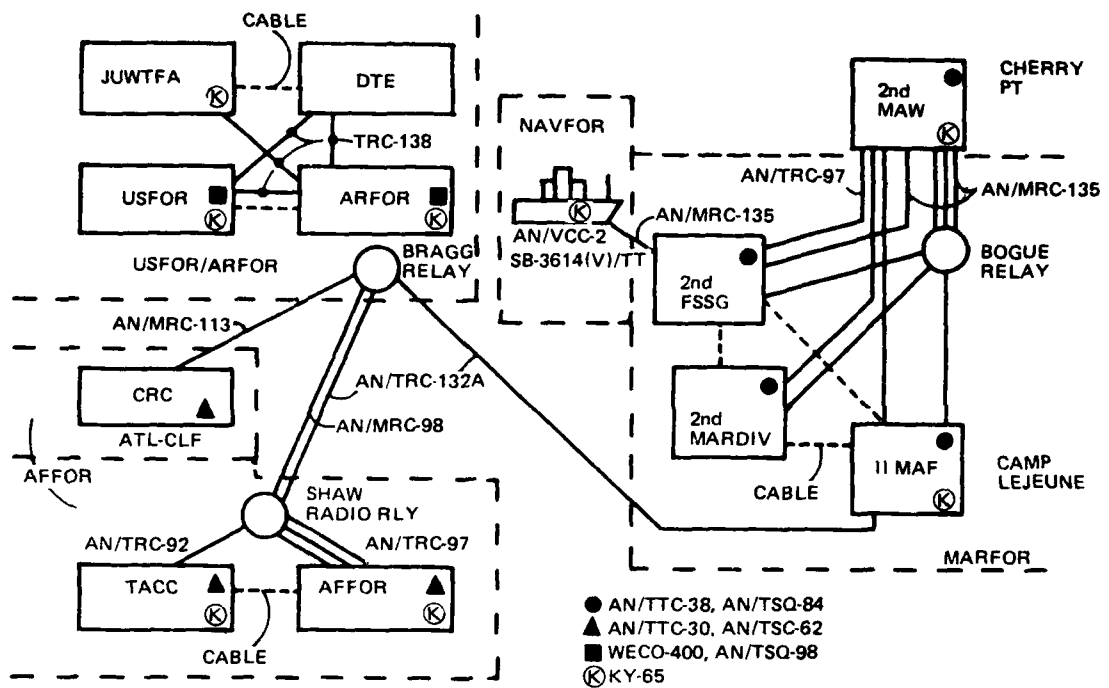 CABLE
JUWTFA
K
DTE
TRC-138
USFOR
K
ARFOR
K
USFOR/ARFOR
BRAGG
RELAY
AN/MRC-113
CRC
ATL-CLF
AFFOR
AN/TRC-132A
AN/MRC-98
SHAW
RADIO RLY
AN/TRC-92
AN/TRC-97
TACC
K
AFFOR
K
CABLE
NAVFOR
K
AN/VCC-2
SB-3614(V)/TT
AN/MRC-135
2nd
MAW
K
CHERRY
PT
AN/TRC-97
AN/MRC-135
BOGUE
RELAY
2nd
FSSG
2nd
MARDIV
CABLE
II MAF
K
CAMP
LEJEUNE
MARFOR
AN/TTC-38, AN/TSQ-84
AN/TTC-30, AN/TSC-62
WECO-400, AN/TSQ-98
K KY-65